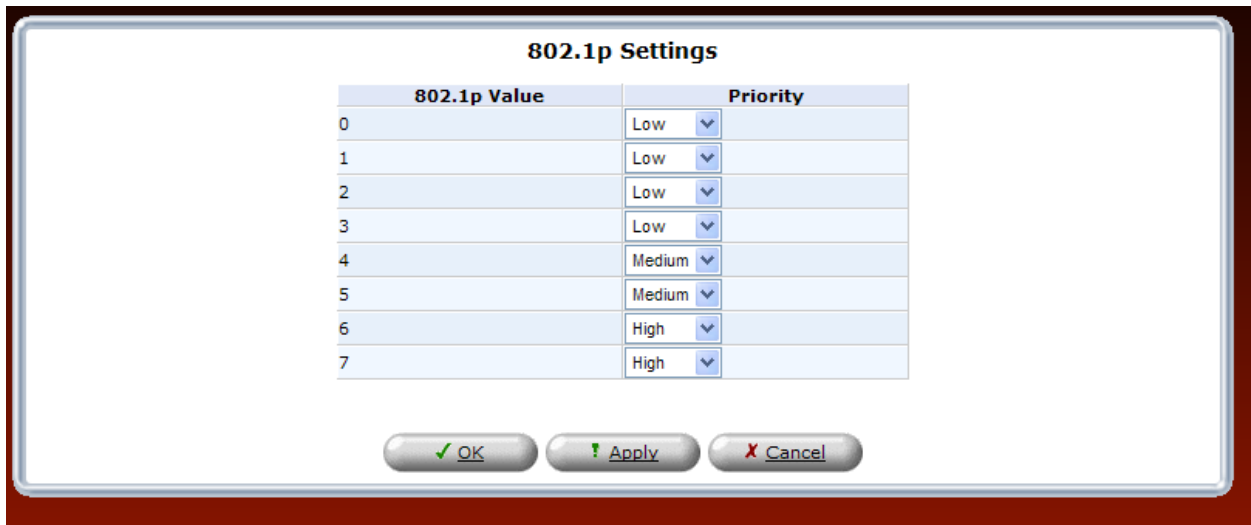 802.1p Settings
802.1p Value Priority
0 Low
1 Low
2 Low
3 Low
4 Medium
5 Medium
6 High
7 High
OK Apply Cancel